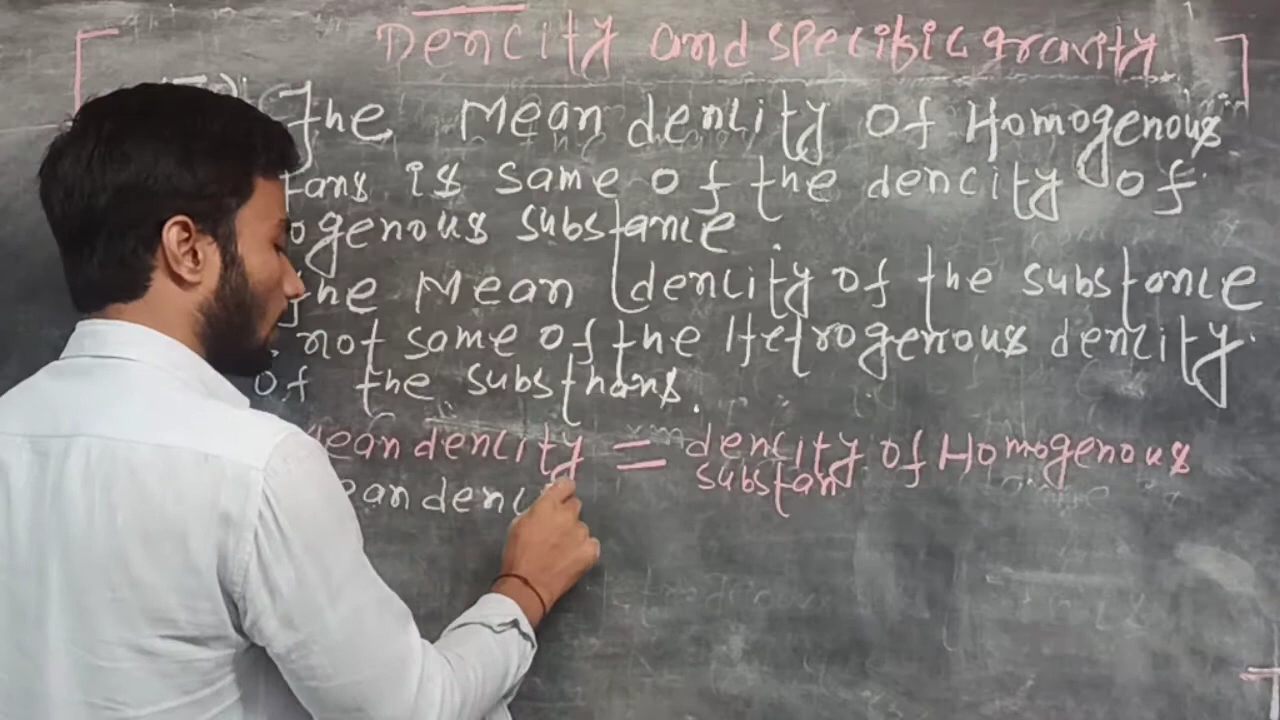 Dencity and specific gravity
The Mean dencity of Homogenous
tans is same of the dencity of
ogenous substance
The Mean dencity of the substance
not same of the Hetrogenous dencity.
of the substhans.
ean dencity = dencity of Homogenous
substan
ean denc